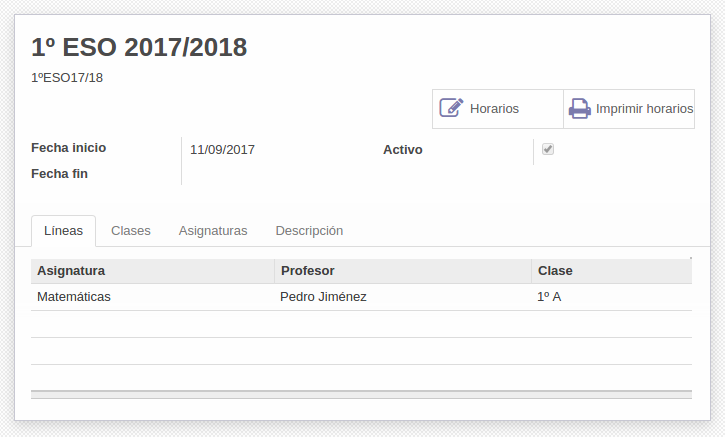 1º ESO 2017/2018
1ºESO17/18
Horarios Imprimir horarios
Fecha inicio 11/09/2017 Activo
Fecha fin
Líneas Clases Asignaturas Descripción
Asignatura Profesor Clase
Matemáticas Pedro Jiménez 1º A